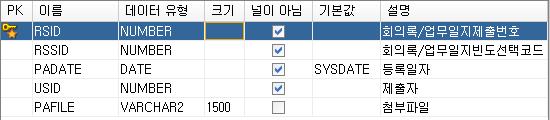 PK 이름 데이터 유형 크기 널이 아님 기본값 설명
RSID NUMBER 회의록/업무일지제출번호
RSSID NUMBER 회의록/업무일지빈도선택코드
PADATE DATE SYSDATE 등록일자
USID NUMBER 제출자
PAFILE VARCHAR2 1500 첨부파일